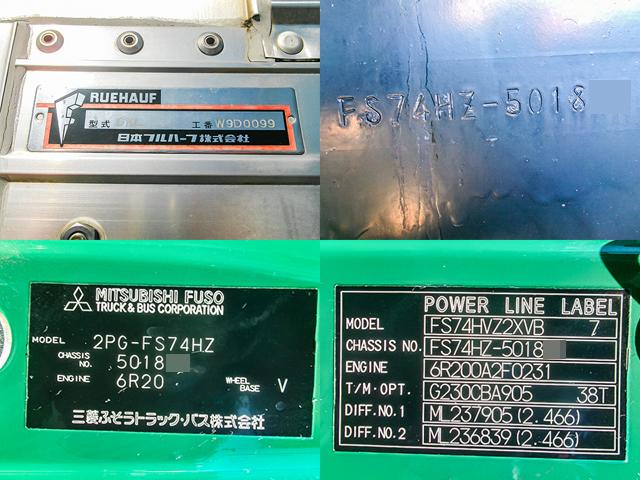 RUEHAUF
型式
工番 W9D0099
日本フルハーフ株式会社
FS74HZ-5018
MITSUBISHI FUSO
TRUCK & BUS CORPORATION
MODEL 2PG-FS74HZ
CHASSIS NO. 5018
ENGINE 6R20 WHEEL BASE V
三菱ふそうトラック・バス株式会社
POWER LINE LABEL
MODEL FS74HVZ2XVB 7
CHASSIS NO. FS74HZ-5018
ENGINE 6R200A2F0231
T/M・OPT. G230CBA905 38T
DIFF.NO.1 ML237905(2.466)
DIFF.NO.2 ML236839(2.466)